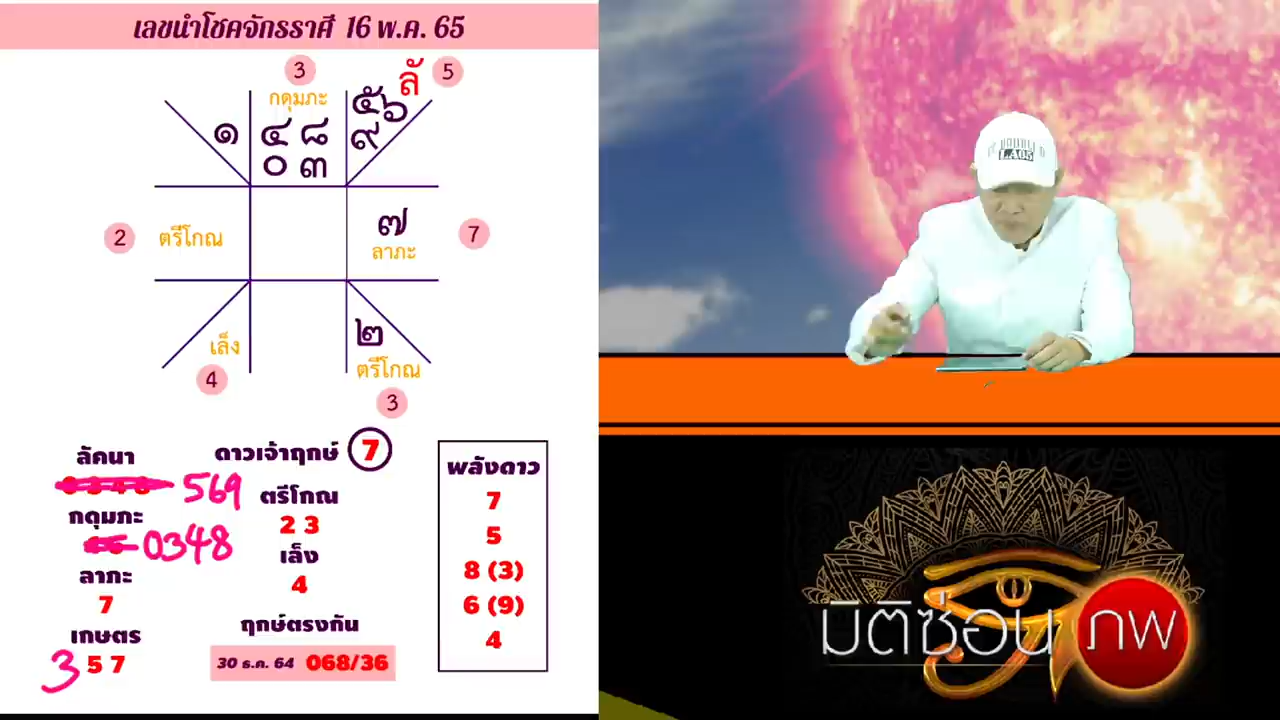 เลขนำโชคจักรราศี 16 พ.ค. 65
3
5
กดุมภะ
ลั
๕
๖
๑
๔ ๘
๙
๐ ๓
2
ตรีโกณ
๗
ลาภะ
7
๒
เล็ง
ตรีโกณ
4
3
ลัคนา
569
กดุมภะ
0348
ลาภะ
7
เกษตร
3 5 7
ดาวเจ้าฤกษ์ 7
ตรีโกณ
2 3
เล็ง
4
ฤกษ์ตรงกัน
30 ธ.ค. 64 068/36
พลังดาว
7
5
8 (3)
6 (9)
4
LA05
มิติซ่อนภพ